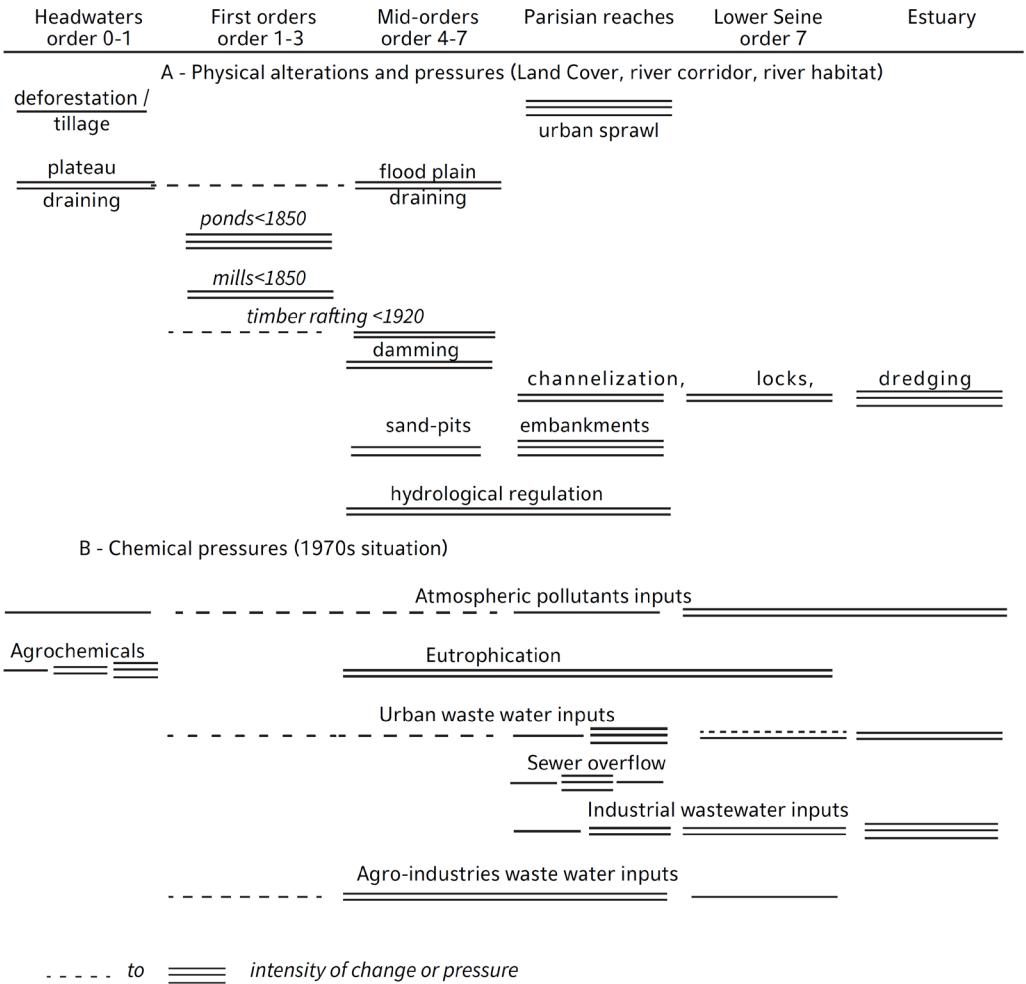 Headwaters First orders Mid-orders Parisian reaches Lower Seine Estuary
order 0-1 order 1-3 order 4-7 order 7
A - Physical alterations and pressures (Land Cover, river corridor, river habitat)
deforestation /
tillage
urban sprawl
plateau flood plain
draining draining
ponds<1850
mills<1850
timber rafting <1920
damming
channelization, locks, dredging
sand-pits embankments
hydrological regulation
B - Chemical pressures (1970s situation)
Atmospheric pollutants inputs
Agrochemicals Eutrophication
Urban waste water inputs
Sewer overflow
Industrial wastewater inputs
Agro-industries waste water inputs
to intensity of change or pressure